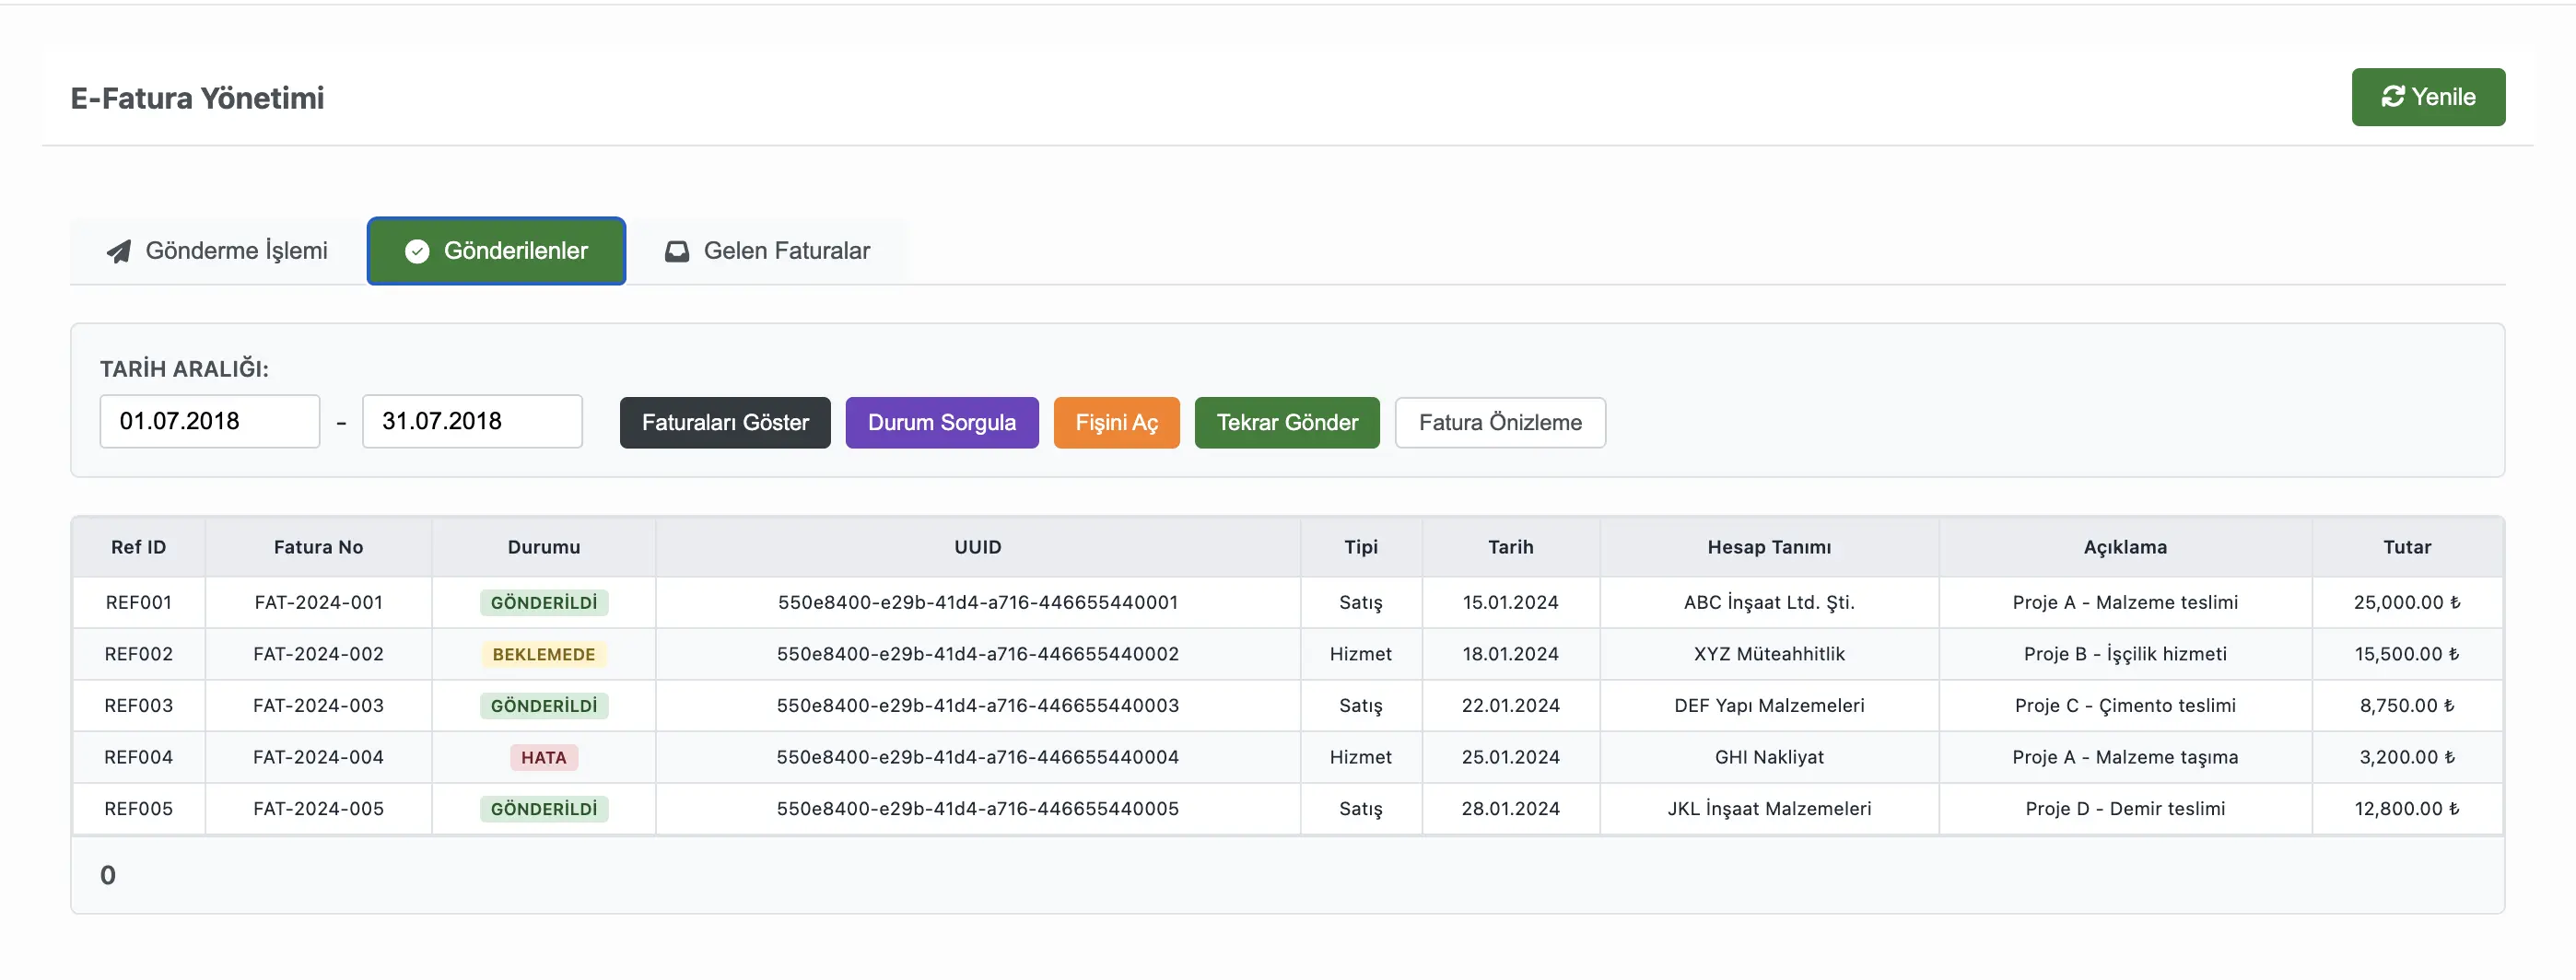 E-Fatura Yönetimi
Yenile
Gönderme İşlemi
Gönderilenler
Gelen Faturalar
TARİH ARALIĞI:
01.07.2018 - 31.07.2018 Faturaları Göster Durum Sorgula Fişini Aç Tekrar Gönder Fatura Önizleme
Ref ID Fatura No Durumu UUID Tipi Tarih Hesap Tanımı Açıklama Tutar
REF001 FAT-2024-001 GÖNDERİLDİ 550e8400-e29b-41d4-a716-446655440001 Satış 15.01.2024 ABC İnşaat Ltd. Şti. Proje A - Malzeme teslimi 25,000.00 ₺
REF002 FAT-2024-002 BEKLEMEDE 550e8400-e29b-41d4-a716-446655440002 Hizmet 18.01.2024 XYZ Müteahhitlik Proje B - İşçilik hizmeti 15,500.00 ₺
REF003 FAT-2024-003 GÖNDERİLDİ 550e8400-e29b-41d4-a716-446655440003 Satış 22.01.2024 DEF Yapı Malzemeleri Proje C - Çimento teslimi 8,750.00 ₺
REF004 FAT-2024-004 HATA 550e8400-e29b-41d4-a716-446655440004 Hizmet 25.01.2024 GHI Nakliyat Proje A - Malzeme taşıma 3,200.00 ₺
REF005 FAT-2024-005 GÖNDERİLDİ 550e8400-e29b-41d4-a716-446655440005 Satış 28.01.2024 JKL İnşaat Malzemeleri Proje D - Demir teslimi 12,800.00 ₺
0